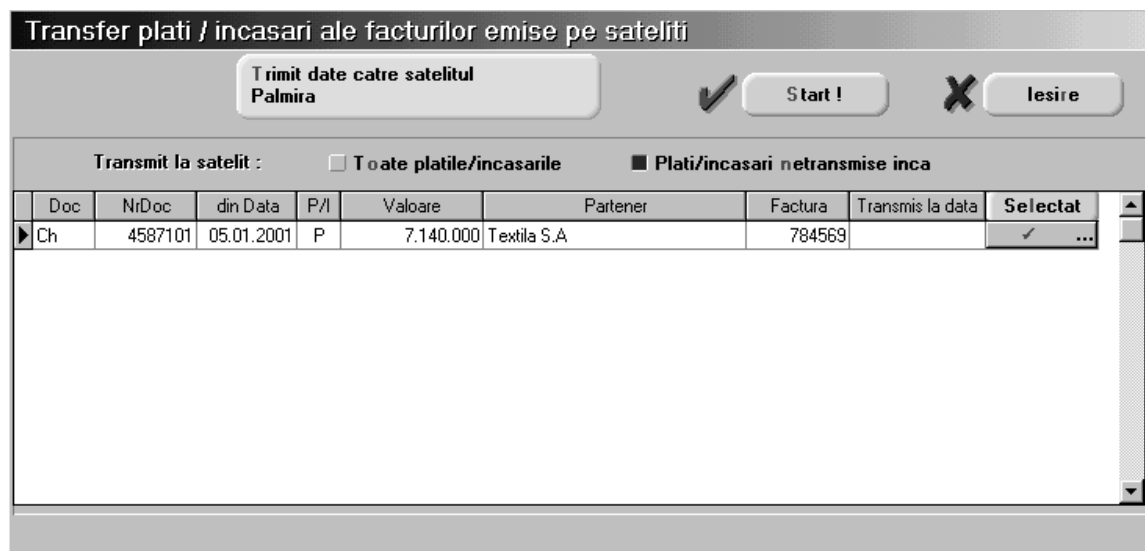 Transfer plati / incasari ale facturilor emise pe sateliti
Trimit date catre satelitul
Palmira
Start !
Iesire
Transmit la satelit : Toate platile/incasarile Plati/incasari netransmise inca
Doc NrDoc din Data P/I Valoare Partener Factura Transmis la data Selectat
Ch 4587101 05.01.2001 P 7.140.000 Textila S.A 784569 ...